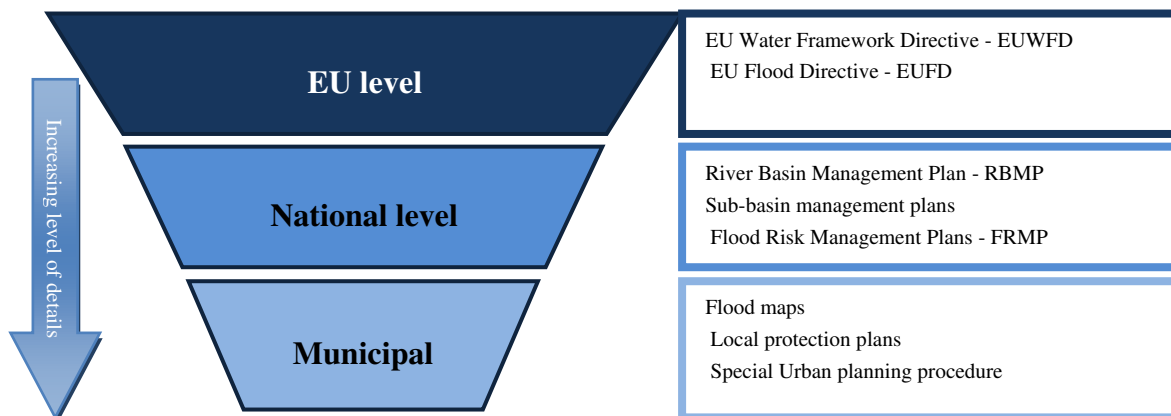 EU level
EU Water Framework Directive - EUWFD
EU Flood Directive - EUFD
Increasing level of details
National level
River Basin Management Plan - RBMP
Sub-basin management plans
Flood Risk Management Plans - FRMP
Municipal
Flood maps
Local protection plans
Special Urban planning procedure